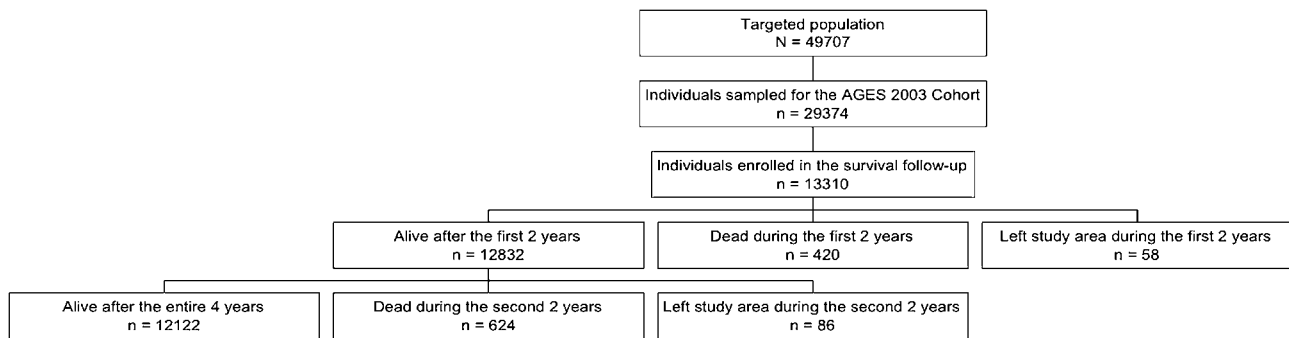 Targeted population
N = 49707
Individuals sampled for the AGES 2003 Cohort
n = 29374
Individuals enrolled in the survival follow-up
n = 13310
Alive after the first 2 years
n = 12832
Dead during the first 2 years
n = 420
Left study area during the first 2 years
n = 58
Alive after the entire 4 years
n = 12122
Dead during the second 2 years
n = 624
Left study area during the second 2 years
n = 86